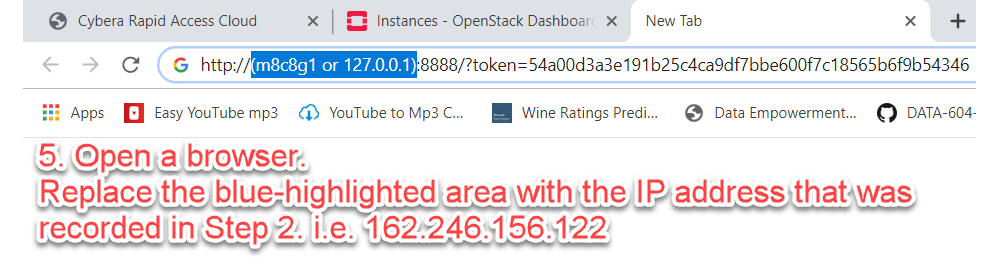 Cybera Rapid Access Cloud
Instances - OpenStack Dashboard
New Tab
http://(m8c8g1 or 127.0.0.1):8888/?token=54a00d3a3e191b25c4ca9df7bbe600f7c18565b6f9b54346
Apps
Easy YouTube mp3
YouTube to Mp3 C...
Wine Ratings Predi...
Data Empowerment...
DATA-604-
5. Open a browser.
Replace the blue-highlighted area with the IP address that was
recorded in Step 2. i.e. 162.246.156.122